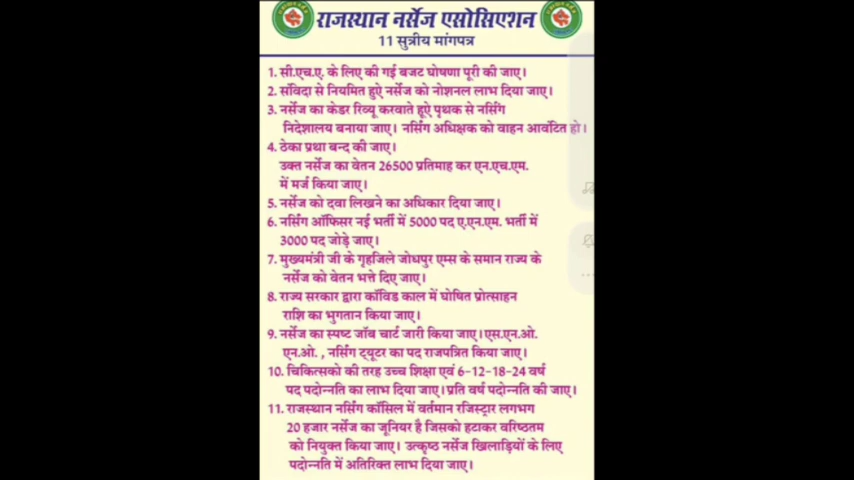 राजस्थान नर्सेज एसोसिएशन
11 सुत्रीय मांगपत्र
1. सी.एच.ए. के लिए की गई बजट घोषणा पूरी की जाए।
2. संविदा से नियमित हुऐ नर्सेज को नोशनल लाभ दिया जाए।
3. नर्सेज का केडर रिव्यू करवाते हूऐ पृथक से नर्सिंग
निदेशालय बनाया जाए। नर्सिंग अधिक्षक को वाहन आवंटित हो।
4. ठेका प्रथा बन्द की जाए।
उक्त नर्सेज का वेतन 26500 प्रतिमाह कर एन.एच.एम.
में मर्ज किया जाए।
5. नर्सेज को दवा लिखने का अधिकार दिया जाए।
6. नर्सिंग ऑफिसर नई भर्ती में 5000 पद ए.एन.एम. भर्ती में
3000 पद जोड़े जाए।
7. मुख्यमंत्री जी के गृहजिले जोधपुर एम्स के समान राज्य के
नर्सेज को वेतन भत्ते दिए जाए।
8. राज्य सरकार द्वारा कॉविड काल में घोषित प्रोत्साहन
राशि का भुगतान किया जाए।
9. नर्सेज का स्पष्ट जॉब चार्ट जारी किया जाए। एस.एन.ओ.
एन.ओ. , नर्सिंग ट्यूटर का पद राजपत्रित किया जाए।
10. चिकित्सको की तरह उच्च शिक्षा एवं 6-12-18-24 वर्ष
पद पदोन्नति का लाभ दिया जाए। प्रति वर्ष पदोन्नति की जाए।
11. राजस्थान नर्सिंग कॉसिल में वर्तमान रजिस्ट्रार लगभग
20 हजार नर्सेज का जूनियर है जिसको हटाकर वरिष्ठतम
को नियुक्त किया जाए। उत्कृष्ठ नर्सेज खिलाड़ियों के लिए
पदोन्नति में अतिरिक्त लाभ दिया जाए।